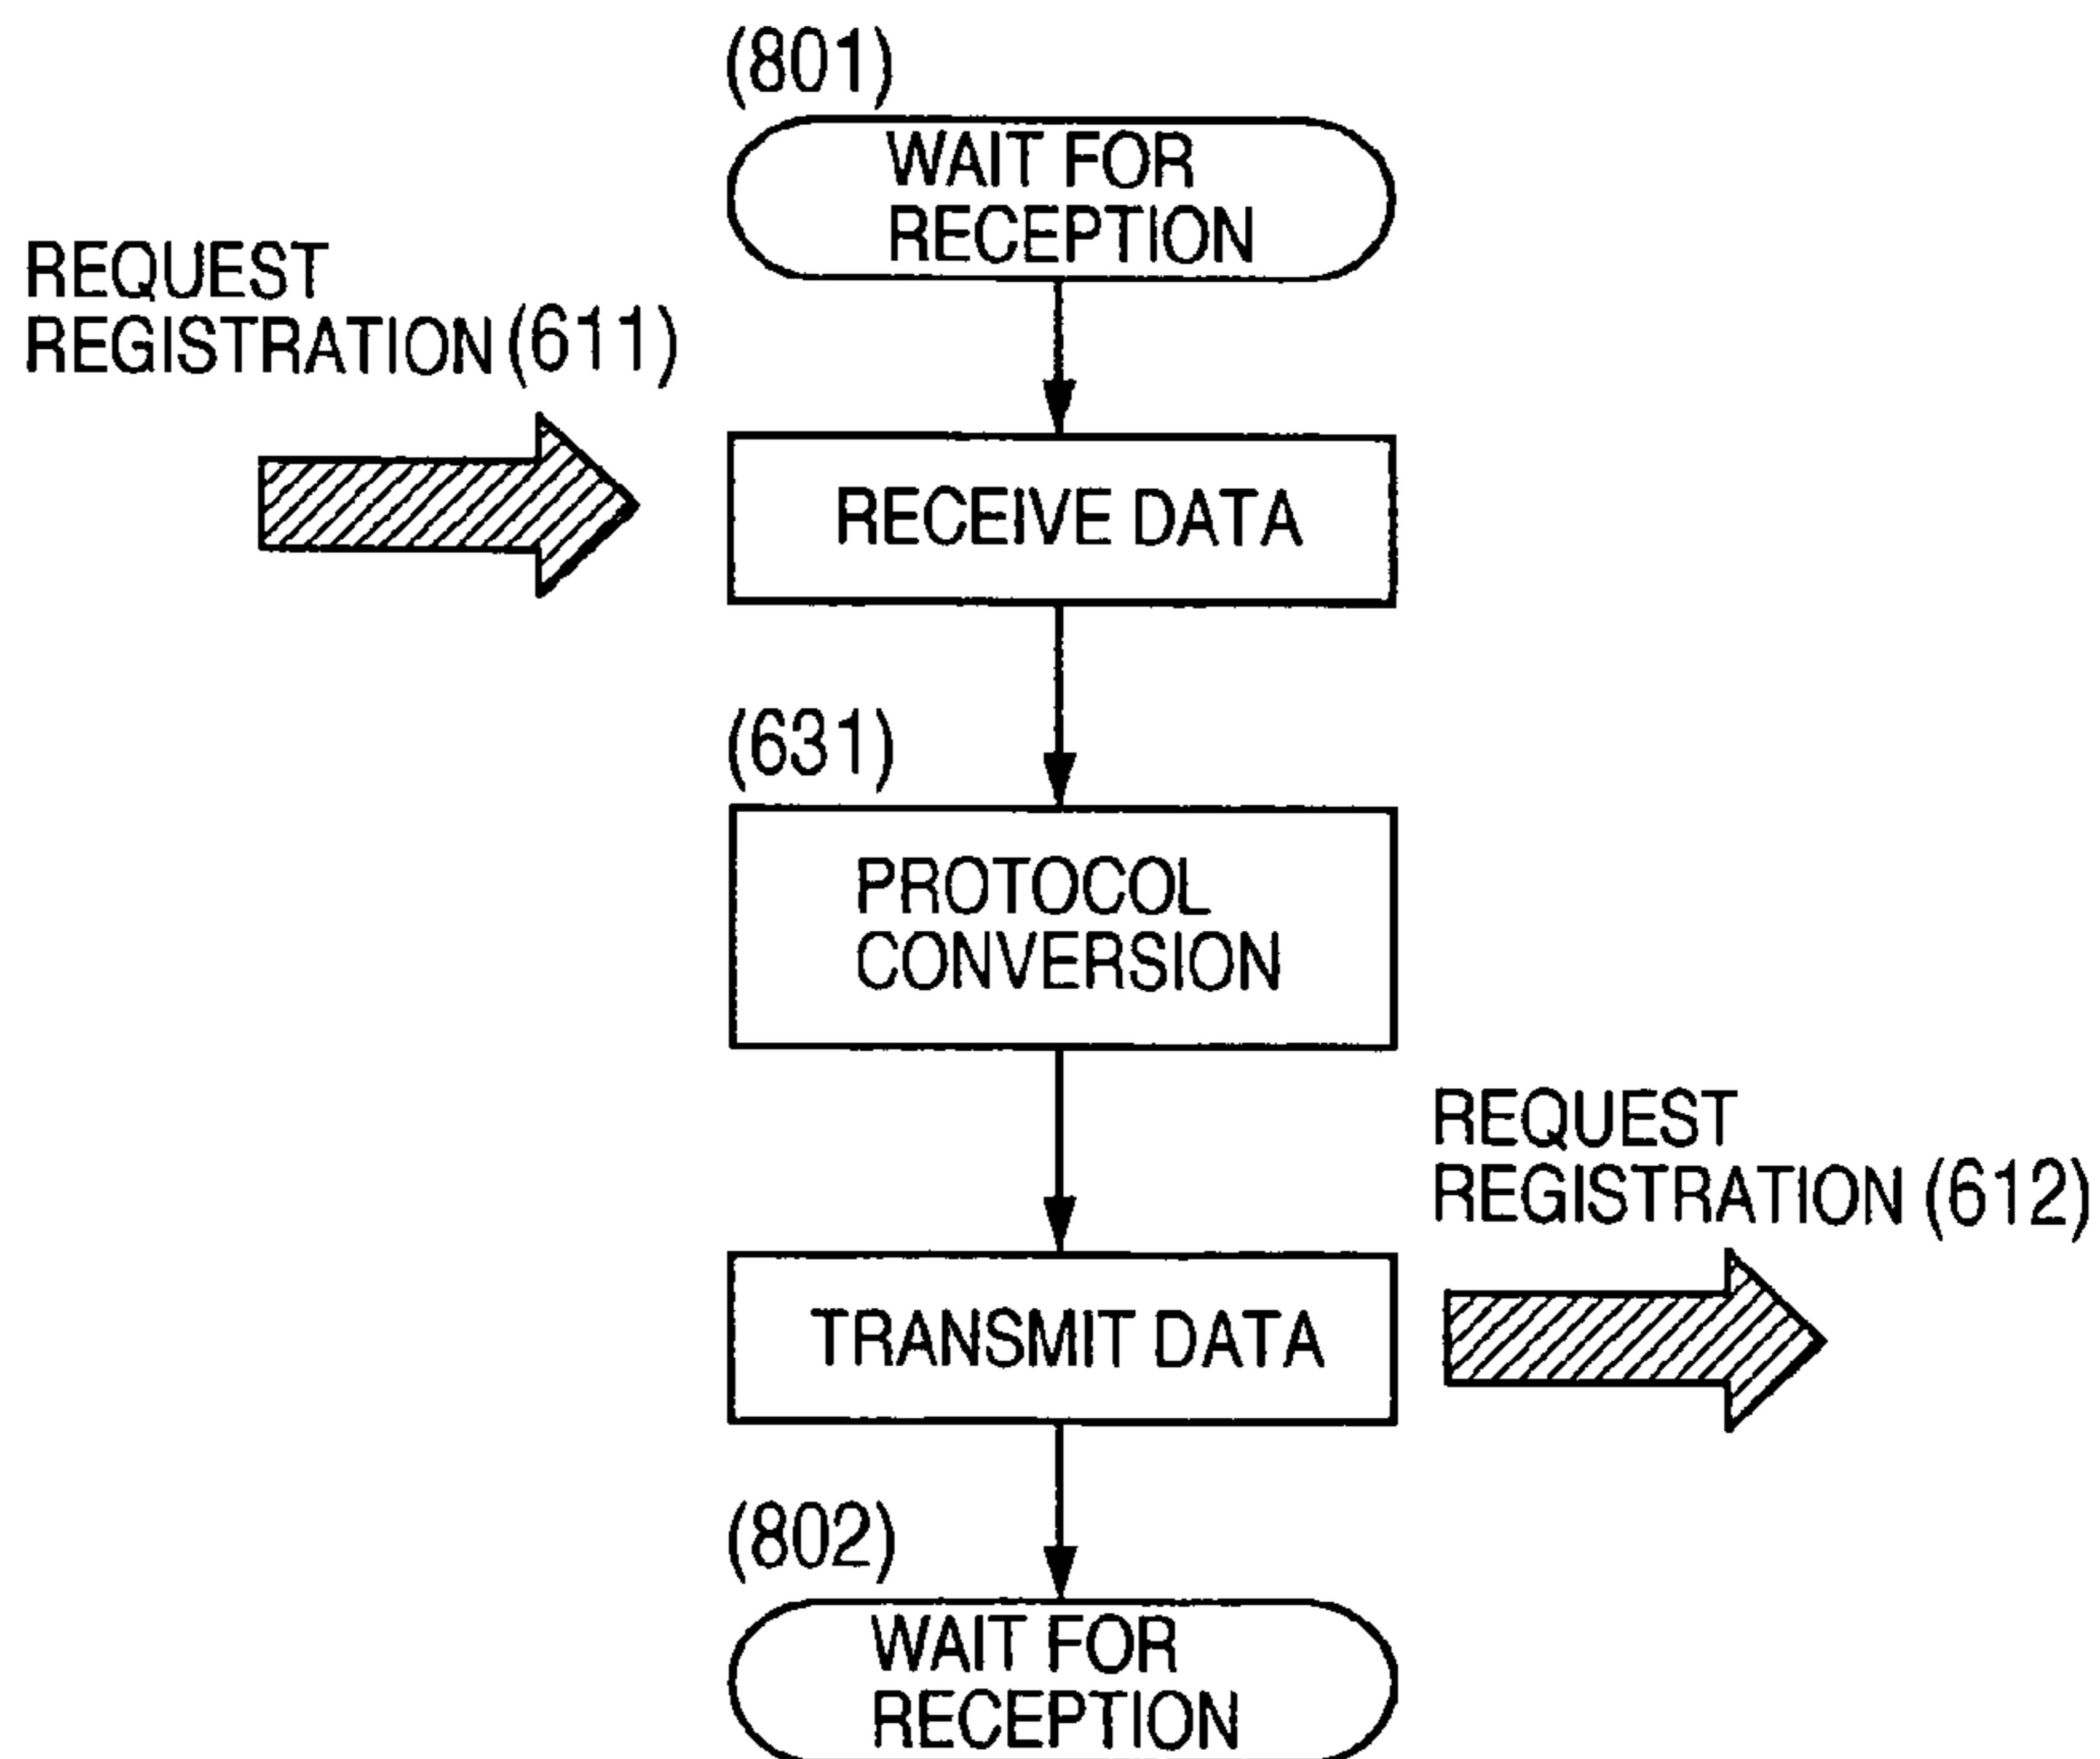 (801)
WAIT FOR
RECEPTION
REQUEST
REGISTRATION (611)
RECEIVE DATA
(631)
PROTOCOL
CONVERSION
REQUEST
REGISTRATION (612)
TRANSMIT DATA
(802)
WAIT FOR
RECEPTION